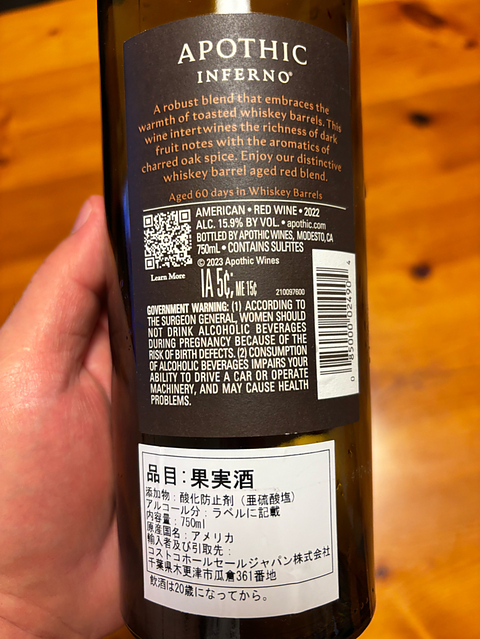 APOTHIC
INFERNO®
A robust blend that embraces the
warmth of toasted whiskey barrels. This
wine intertwines the richness of dark
fruit notes with the aromatics of
charred oak spice. Enjoy our distinctive
whiskey barrel aged red blend.
Aged 60 days in Whiskey Barrels
AMERICAN • RED WINE • 2022
ALC. 15.9% BY VOL. • apothic.com
BOTTLED BY APOTHIC WINES, MODESTO, CA
750mL • CONTAINS SULFITES
© 2023 Apothic Wines
Learn More
IA 5¢, ME 15¢
210097600
GOVERNMENT WARNING: (1) ACCORDING TO
THE SURGEON GENERAL, WOMEN SHOULD
NOT DRINK ALCOHOLIC BEVERAGES
DURING PREGNANCY BECAUSE OF THE
RISK OF BIRTH DEFECTS. (2) CONSUMPTION
OF ALCOHOLIC BEVERAGES IMPAIRS YOUR
ABILITY TO DRIVE A CAR OR OPERATE
MACHINERY, AND MAY CAUSE HEALTH
PROBLEMS.
0 85000 02490 4
品目：果実酒
添加物：酸化防止剤（亜硫酸塩）
アルコール分：ラベルに記載
内容量：750ml
原産国名：アメリカ
輸入者及び引取先：
コストコホールセールジャパン株式会社
千葉県木更津市瓜倉361番地
飲酒は20歳になってから。